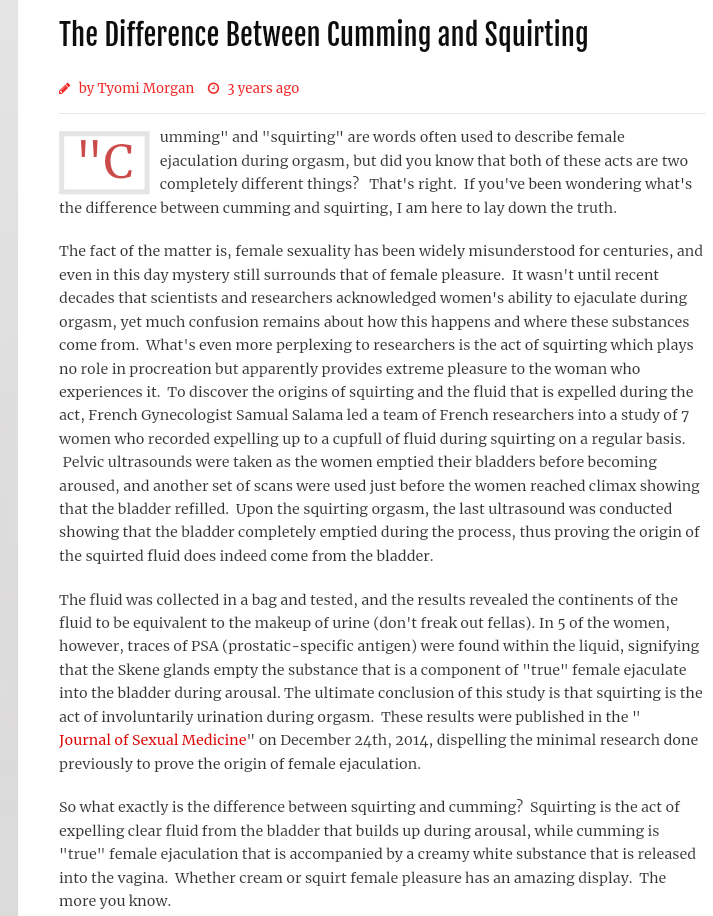 The Difference Between Cumming and Squirting
by Tyomi Morgan 3 years ago
"Cumming" and "squirting" are words often used to describe female
ejaculation during orgasm, but did you know that both of these acts are two
completely different things? That's right. If you've been wondering what's
the difference between cumming and squirting, I am here to lay down the truth.
The fact of the matter is, female sexuality has been widely misunderstood for centuries, and
even in this day mystery still surrounds that of female pleasure. It wasn't until recent
decades that scientists and researchers acknowledged women's ability to ejaculate during
orgasm, yet much confusion remains about how this happens and where these substances
come from. What's even more perplexing to researchers is the act of squirting which plays
no role in procreation but apparently provides extreme pleasure to the woman who
experiences it. To discover the origins of squirting and the fluid that is expelled during the
act, French Gynecologist Samual Salama led a team of French researchers into a study of 7
women who recorded expelling up to a cupfull of fluid during squirting on a regular basis.
Pelvic ultrasounds were taken as the women emptied their bladders before becoming
aroused, and another set of scans were used just before the women reached climax showing
that the bladder refilled. Upon the squirting orgasm, the last ultrasound was conducted
showing that the bladder completely emptied during the process, thus proving the origin of
the squirted fluid does indeed come from the bladder.
The fluid was collected in a bag and tested, and the results revealed the continents of the
fluid to be equivalent to the makeup of urine (don't freak out fellas). In 5 of the women,
however, traces of PSA (prostatic-specific antigen) were found within the liquid, signifying
that the Skene glands empty the substance that is a component of "true" female ejaculate
into the bladder during arousal. The ultimate conclusion of this study is that squirting is the
act of involuntarily urination during orgasm. These results were published in the "
Journal of Sexual Medicine" on December 24th, 2014, dispelling the minimal research done
previously to prove the origin of female ejaculation.
So what exactly is the difference between squirting and cumming? Squirting is the act of
expelling clear fluid from the bladder that builds up during arousal, while cumming is
"true" female ejaculation that is accompanied by a creamy white substance that is released
into the vagina. Whether cream or squirt female pleasure has an amazing display. The
more you know.